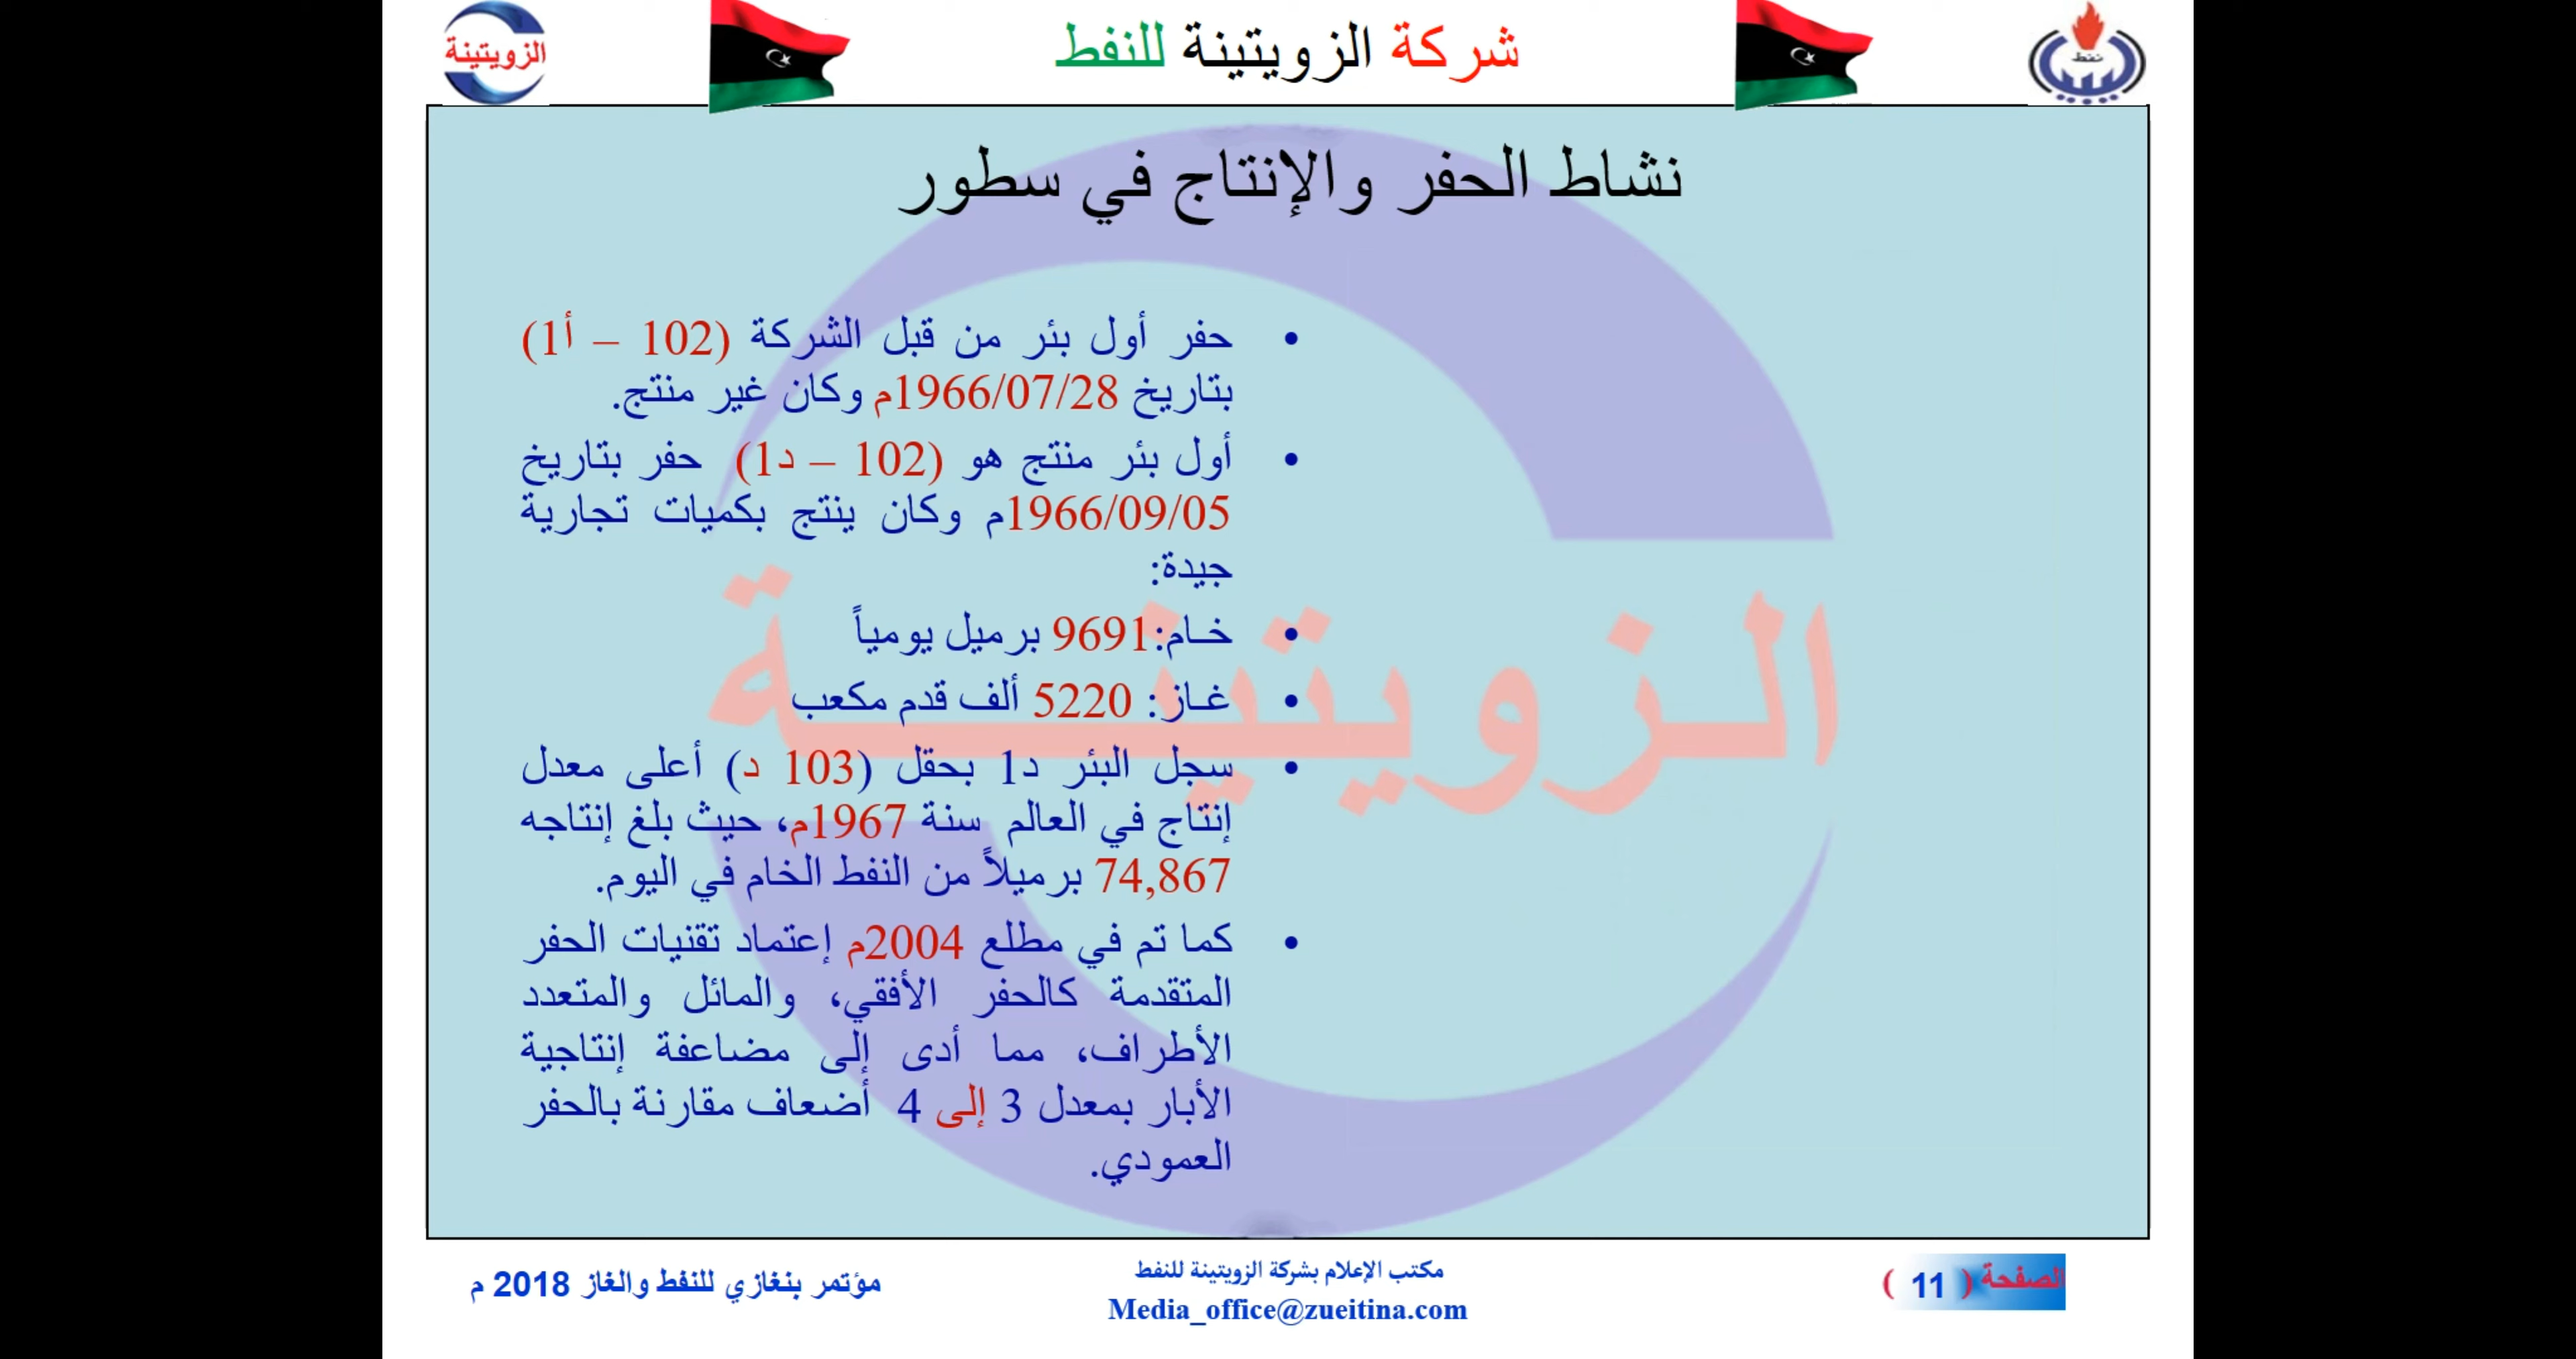 الزويتينة
شركة الزويتينة للنفط
نفط
نشاط الحفر والإنتاج في سطور
الزويتينة
• حفر أول بئر من قبل الشركة (102 – أ1)
بتاريخ 1966/07/28م وكان غير منتج.
• أول بئر منتج هو (102 – د1) حفر بتاريخ
1966/09/05م وكان ينتج بكميات تجارية
جيدة:
• خام:9691 برميل يومياً
• غاز: 5220 ألف قدم مكعب
• سجل البئر د1 بحقل (103 د) أعلى معدل
إنتاج في العالم سنة 1967م، حيث بلغ إنتاجه
74,867 برميلاً من النفط الخام في اليوم.
• كما تم في مطلع 2004م إعتماد تقنيات الحفر
المتقدمة كالحفر الأفقي، والمائل والمتعدد
الأطراف، مما أدى إلى مضاعفة إنتاجية
الأبار بمعدل 3 إلى 4 أضعاف مقارنة بالحفر
العمودي.
الصفحة ( 11 )
مكتب الإعلام بشركة الزويتينة للنفط
Media_office@zueitina.com
مؤتمر بنغازي للنفط والغاز 2018 م